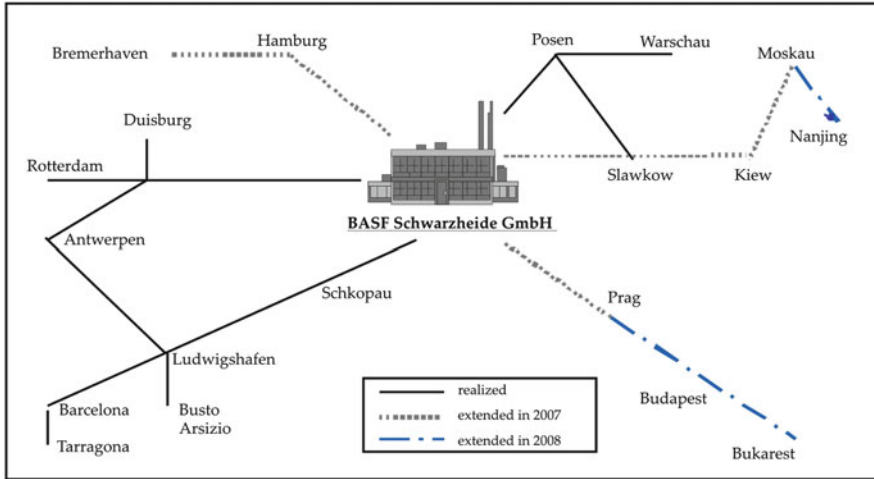 Bremerhaven
Hamburg
Posen
Warschau
Moskau
Nanjing
Duisburg
Rotterdam
Slawkow
Kiew
BASF Schwarzheide GmbH
Antwerpen
Schkopau
Prag
Ludwigshafen
Barcelona
Busto
Arsizio
Tarragona
Budapest
Bukarest
realized
extended in 2007
extended in 2008